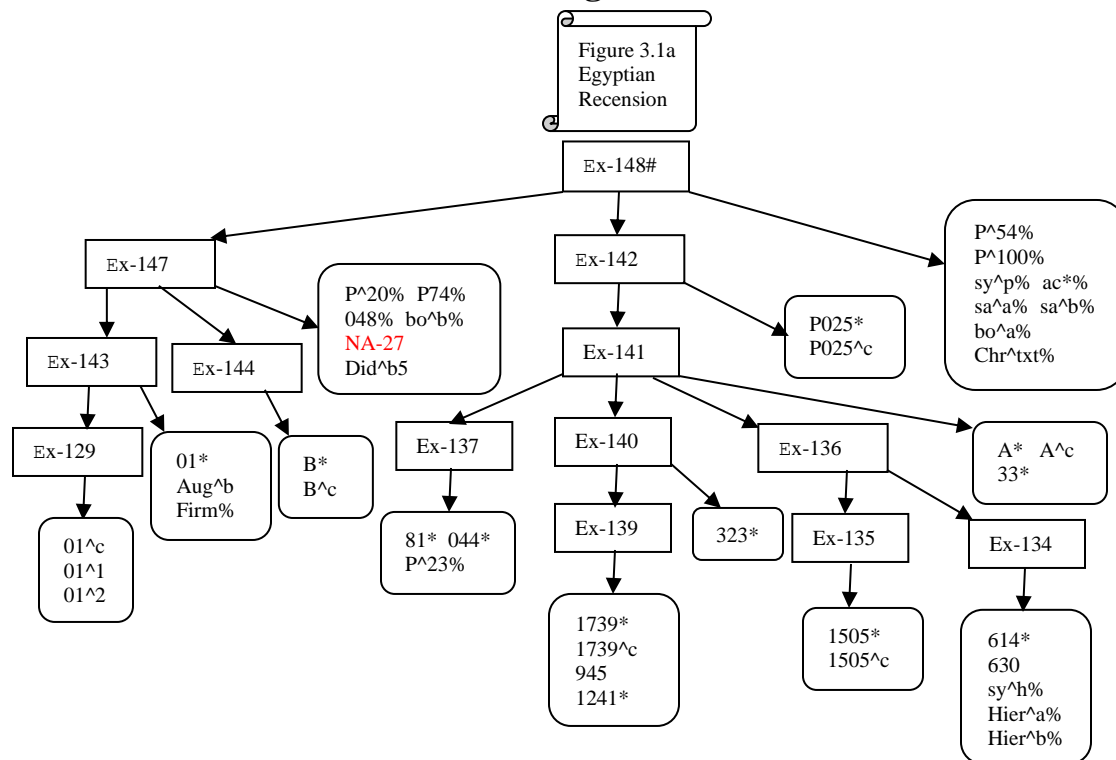 Figure 3.1a
Egyptian
Recension
Ex-148#
Ex-147
Ex-142
P^54%
P^100%
sy^p% ac*%
sa^a% sa^b%
bo^a%
Chr^txt%
P^20% P74%
048% bo^b%
NA-27
Did^b5
P025*
P025^c
Ex-143
Ex-144
Ex-141
Ex-129
01*
Aug^b
Firm%
B*
B^c
Ex-137
Ex-140
Ex-136
A* A^c
33*
01^c
01^1
01^2
81* 044*
P^23%
Ex-139
323*
Ex-135
Ex-134
1739*
1739^c
945
1241*
1505*
1505^c
614*
630
sy^h%
Hier^a%
Hier^b%